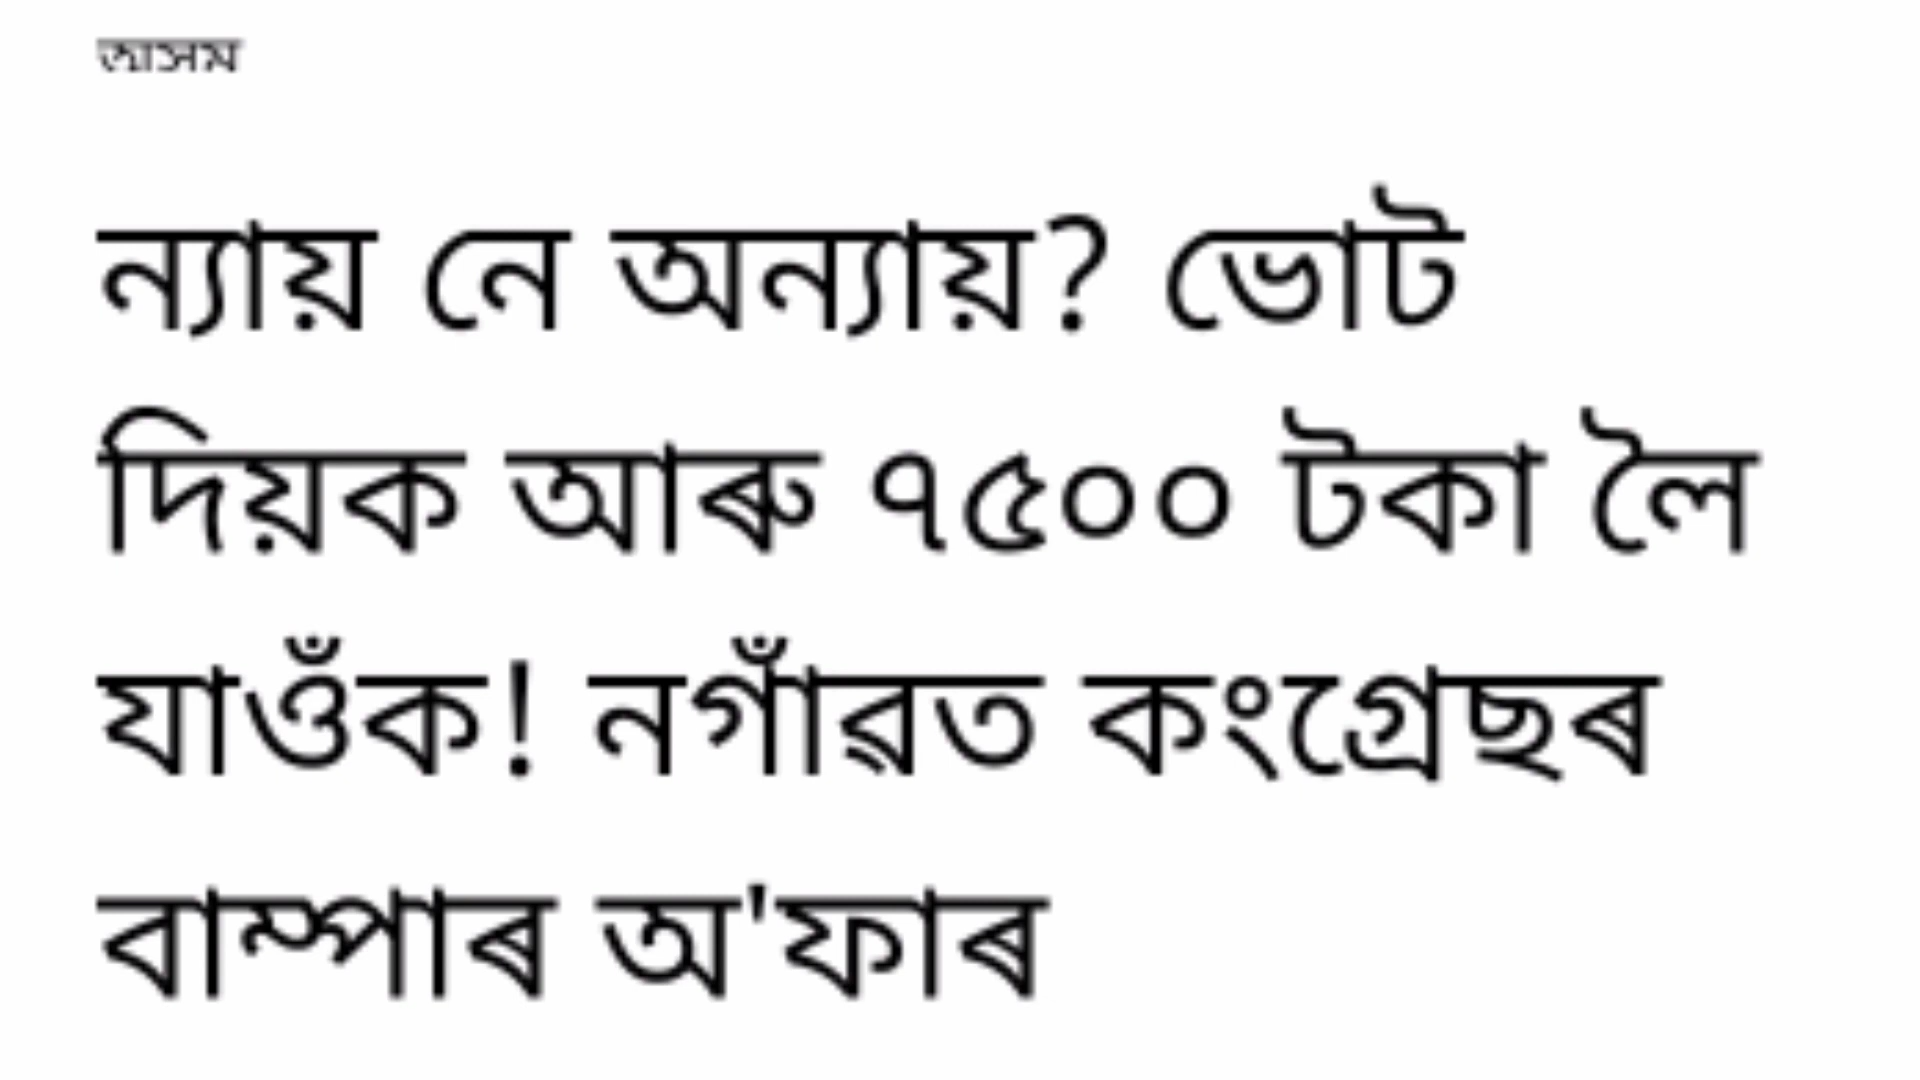 অসম
ন্যায় নে অন্যায়? ভোট
দিয়ক আৰু ৭৫০০ টকা লৈ
যাওঁক! নগাঁৱত কংগ্ৰেছৰ
বাম্পাৰ অ'ফাৰ